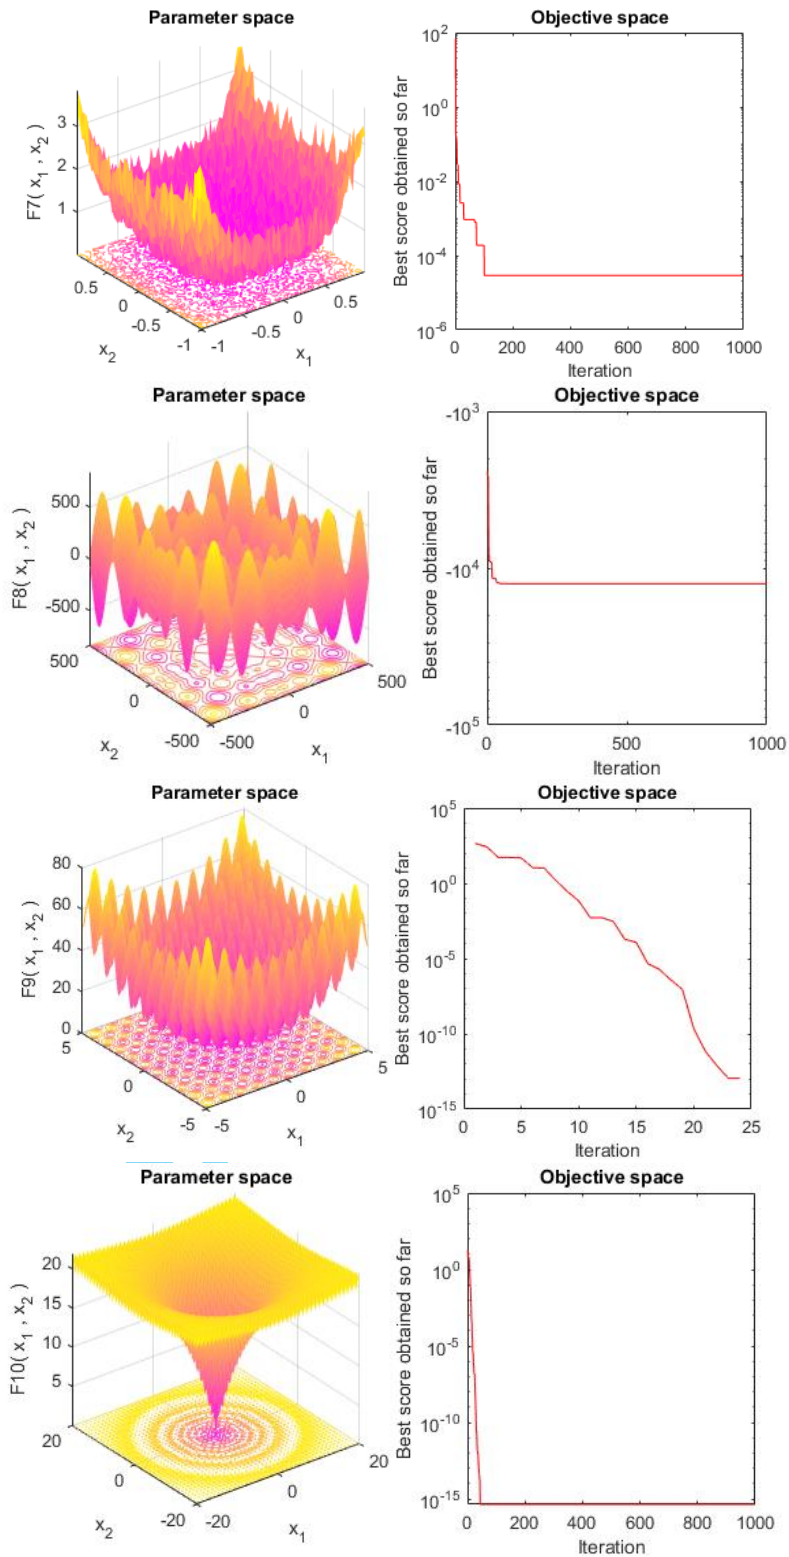 Parameter space
Objective space
F7( x1 , x2 )
3
2
1
0.5
0
-0.5
-1
x2
-1
-0.5
0
0.5
x1
Best score obtained so far
10^2
10^0
10^-2
10^-4
10^-6
0 200 400 600 800 1000
Iteration
Parameter space
Objective space
F8( x1 , x2 )
500
0
-500
500
0
-500
x2
-500
0
500
x1
Best score obtained so far
-10^3
-10^4
-10^5
0 500 1000
Iteration
Parameter space
Objective space
F9( x1 , x2 )
80
60
40
20
0
5
0
-5
x2
-5
0
5
x1
Best score obtained so far
10^5
10^0
10^-5
10^-10
10^-15
0 5 10 15 20 25
Iteration
Parameter space
Objective space
F10( x1 , x2 )
20
15
10
5
20
0
-20
x2
-20
0
20
x1
Best score obtained so far
10^5
10^0
10^-5
10^-10
10^-15
0 200 400 600 800 1000
Iteration